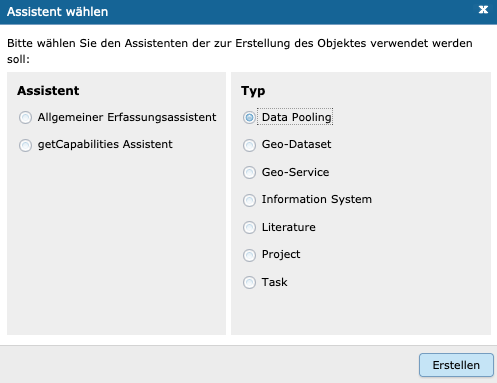 Assistent wählen
x
Bitte wählen Sie den Assistenten der zur Erstellung des Objektes verwendet werden
soll:
Assistent
Allgemeiner Erfassungsassistent
getCapabilities Assistent
Typ
Data Pooling
Geo-Dataset
Geo-Service
Information System
Literature
Project
Task
Erstellen